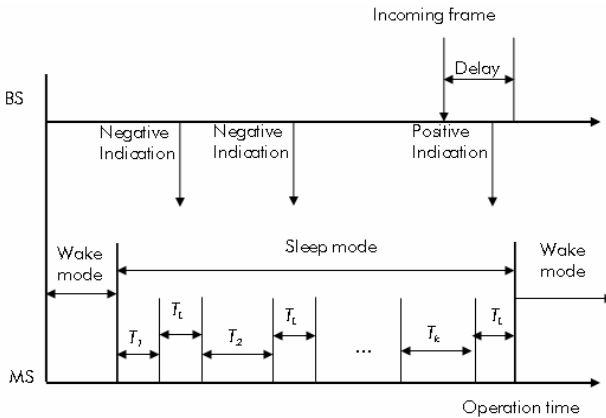 Incoming frame
Delay
BS
Negative
Indication
Negative
Indication
Positive
Indication
Wake
mode
Sleep mode
Wake
mode
T1
TL
T2
TL
...
Tk
TL
MS
Operation time